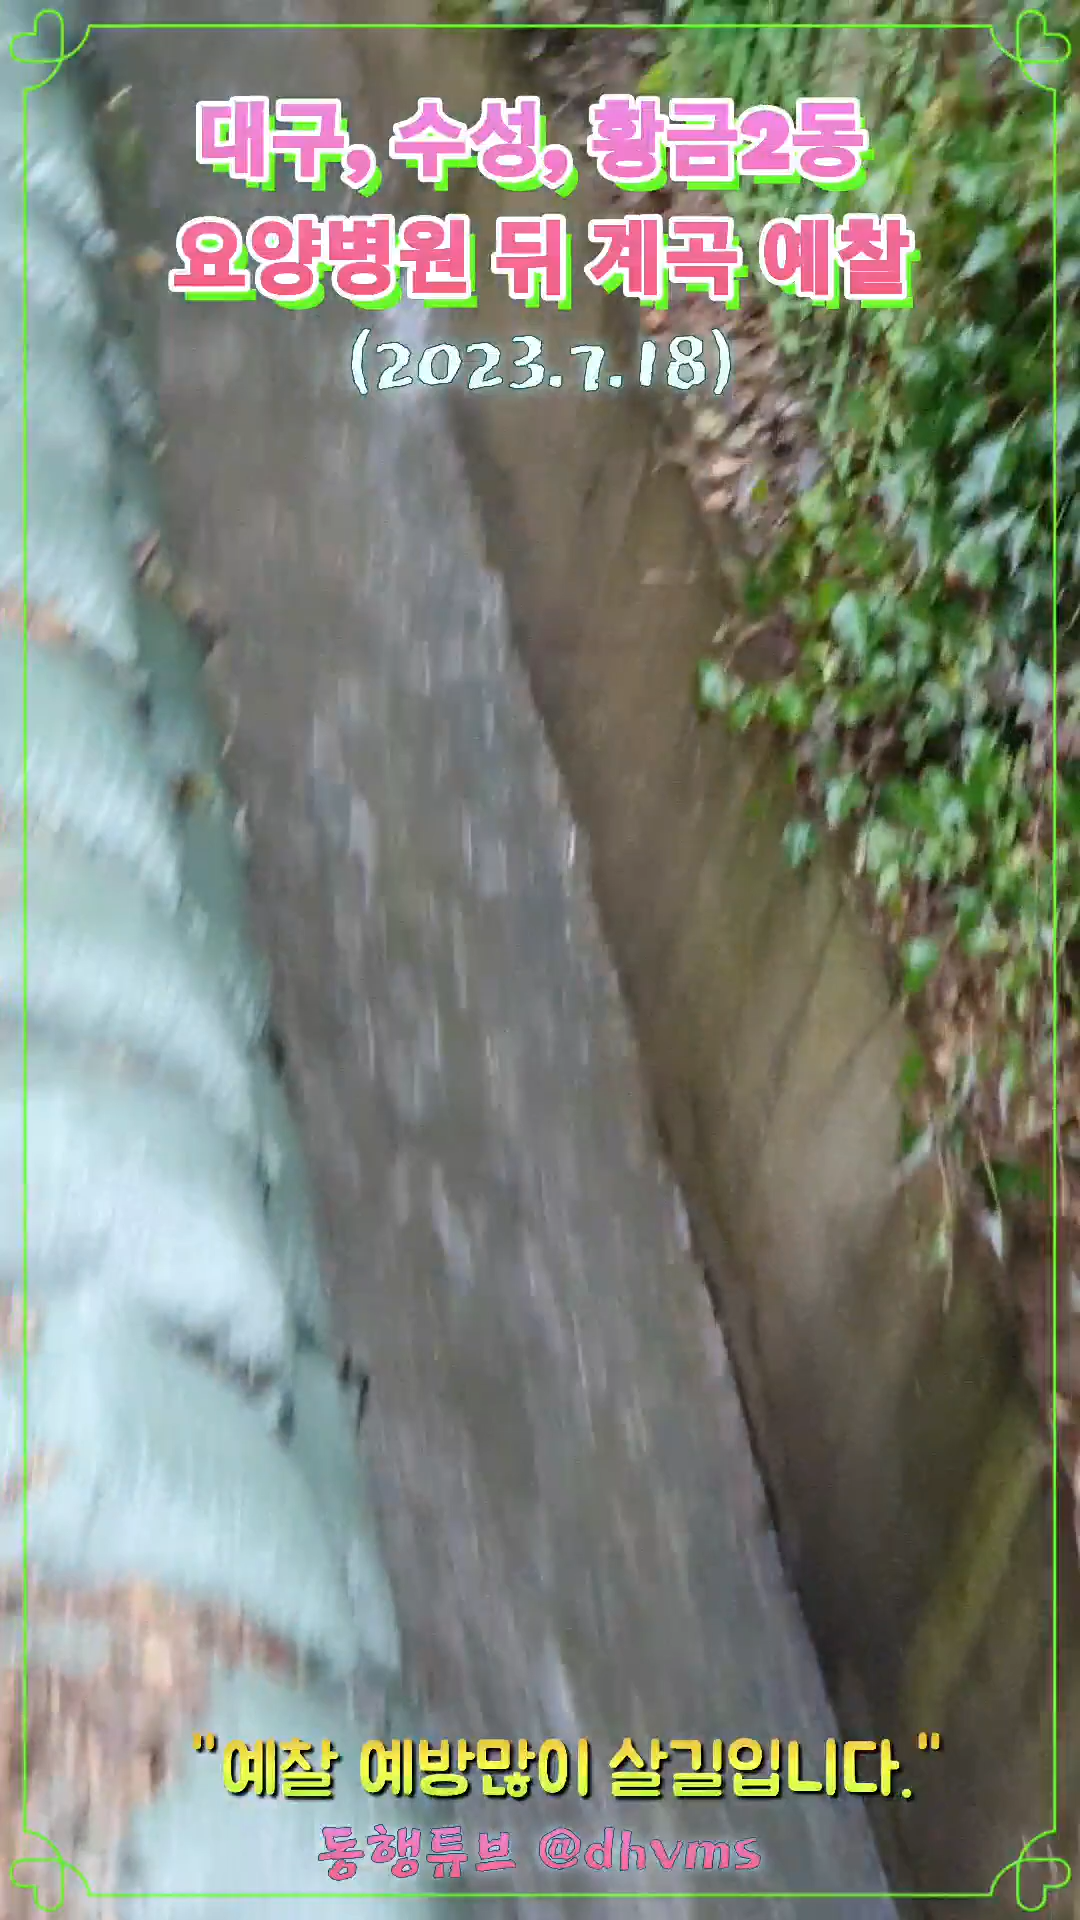 대구, 수성, 황금2동
요양병원 뒤 계곡 예찰
(2023.7.18)
"예찰 예방많이 살길입니다."
동행튜브 @dhvms